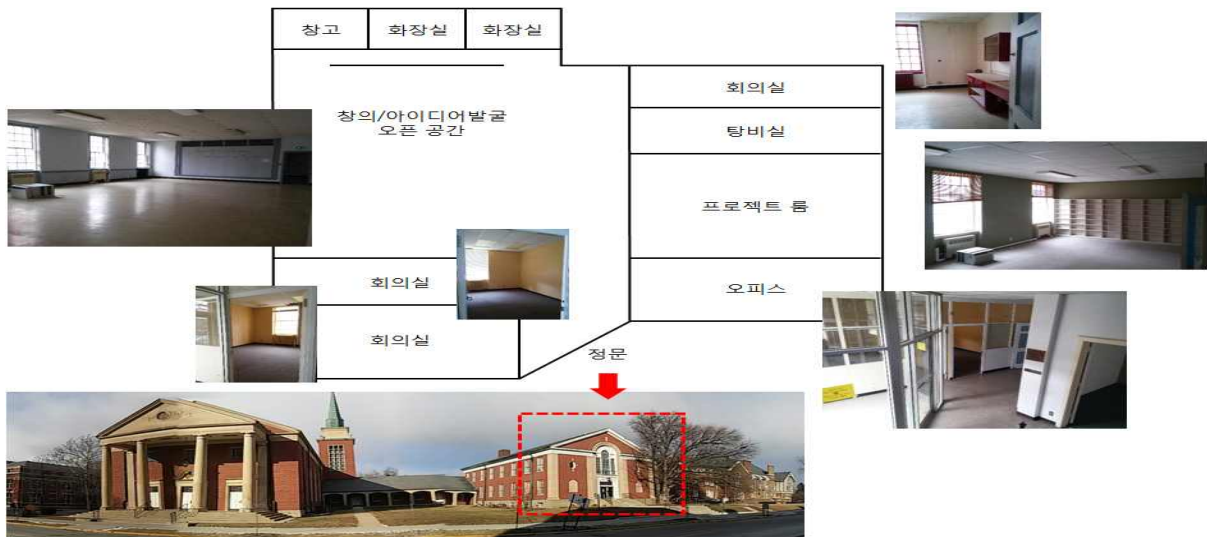 창고
화장실
화장실
회의실
창의/아이디어발굴
오픈 공간
탕비실
프로젝트 룸
회의실
오피스
회의실
정문